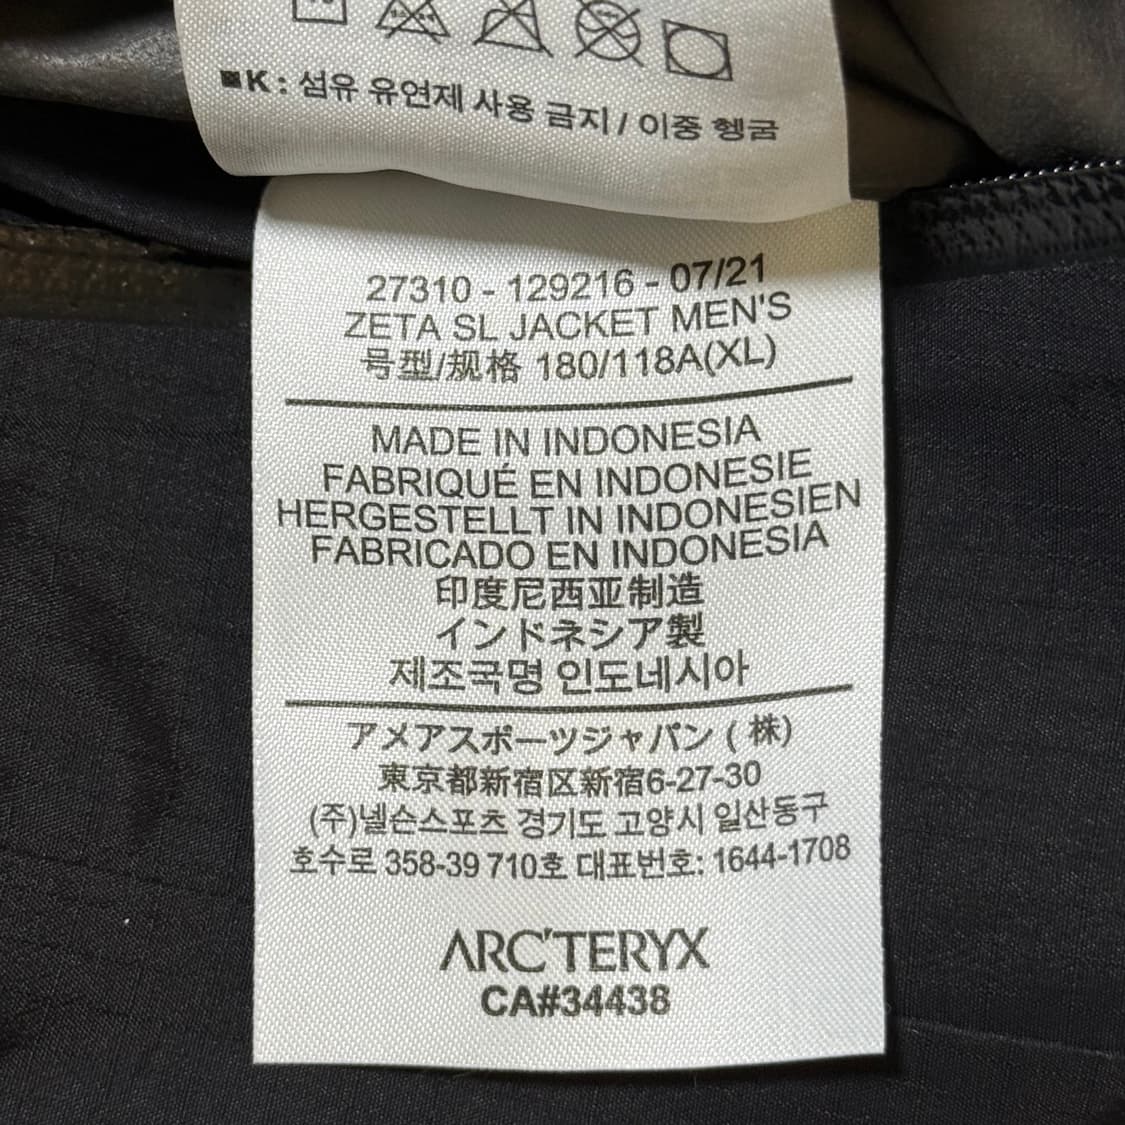 ■K : 섬유 유연제 사용 금지 / 이중 헹굼
27310 - 129216 - 07/21
ZETA SL JACKET MEN'S
号型/规格 180/118A(XL)
MADE IN INDONESIA
FABRIQUÉ EN INDONESIE
HERGESTELLT IN INDONESIEN
FABRICADO EN INDONESIA
印度尼西亚制造
インドネシア製
제조국명 인도네시아
アメアスポーツジャパン ( 株)
東京都新宿区新宿6-27-30
(주)넬슨스포츠 경기도 고양시 일산동구
호수로 358-39 710호 대표번호: 1644-1708
ARC'TERYX
CA#34438